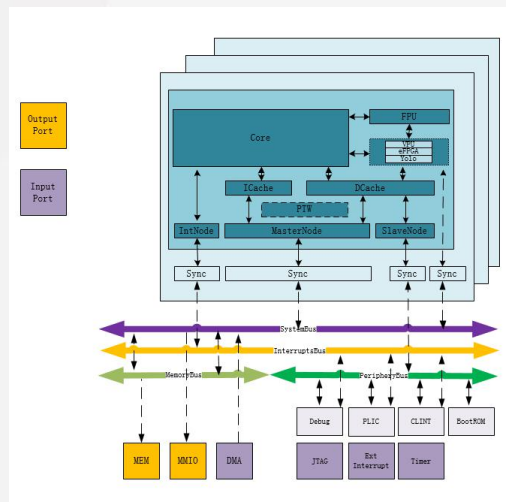 Output
Port
Input
Port
Core
FPU
VPU
eFPGA
Yolo
ICache
DCache
PTW
IntNode
MasterNode
SlaveNode
Sync
Sync
Sync
Sync
SystemBus
InterruptsBus
MemoryBus
PeripheryBus
Debug
PLIC
CLINT
BootROM
MEM
MMIO
DMA
JTAG
Ext
Interrupt
Timer